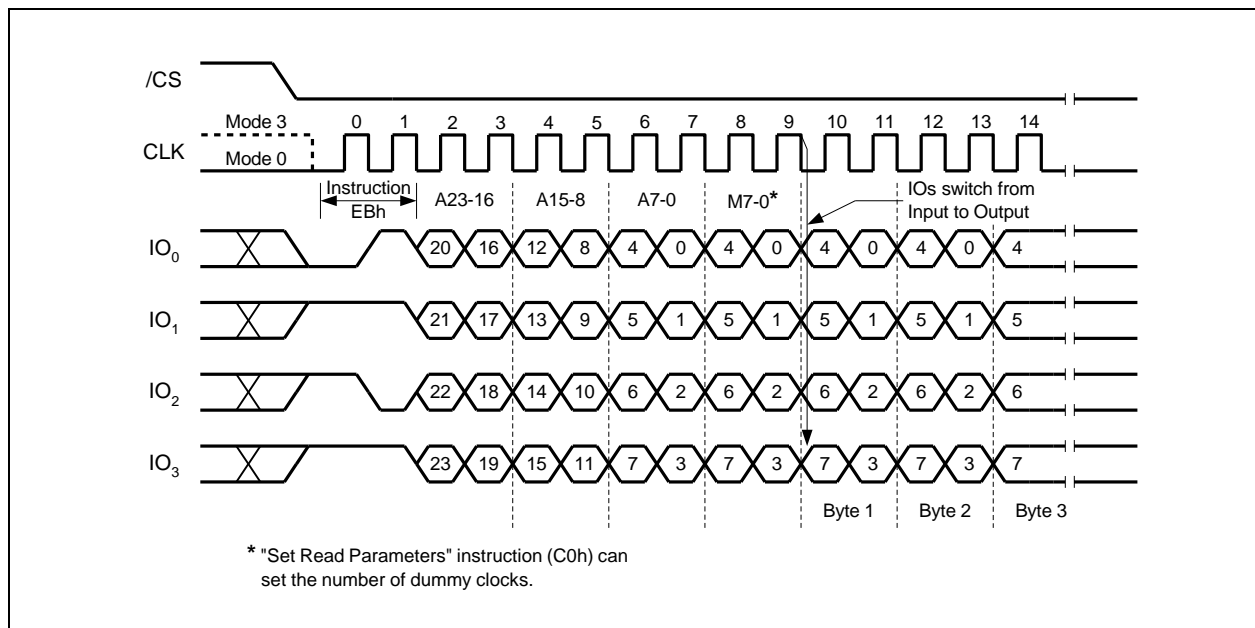 /CS
Mode 3 0 1 2 3 4 5 6 7 8 9 10 11 12 13 14
CLK
Mode 0
Instruction
EBh
A23-16 A15-8 A7-0 M7-0*
IOs switch from
Input to Output
IO0 20 16 12 8 4 0 4 0 4 0 4 0 4
IO1 21 17 13 9 5 1 5 1 5 1 5 1 5
IO2 22 18 14 10 6 2 6 2 6 2 6 2 6
IO3 23 19 15 11 7 3 7 3 7 3 7 3 7
Byte 1 Byte 2 Byte 3
* "Set Read Parameters" instruction (C0h) can
set the number of dummy clocks.